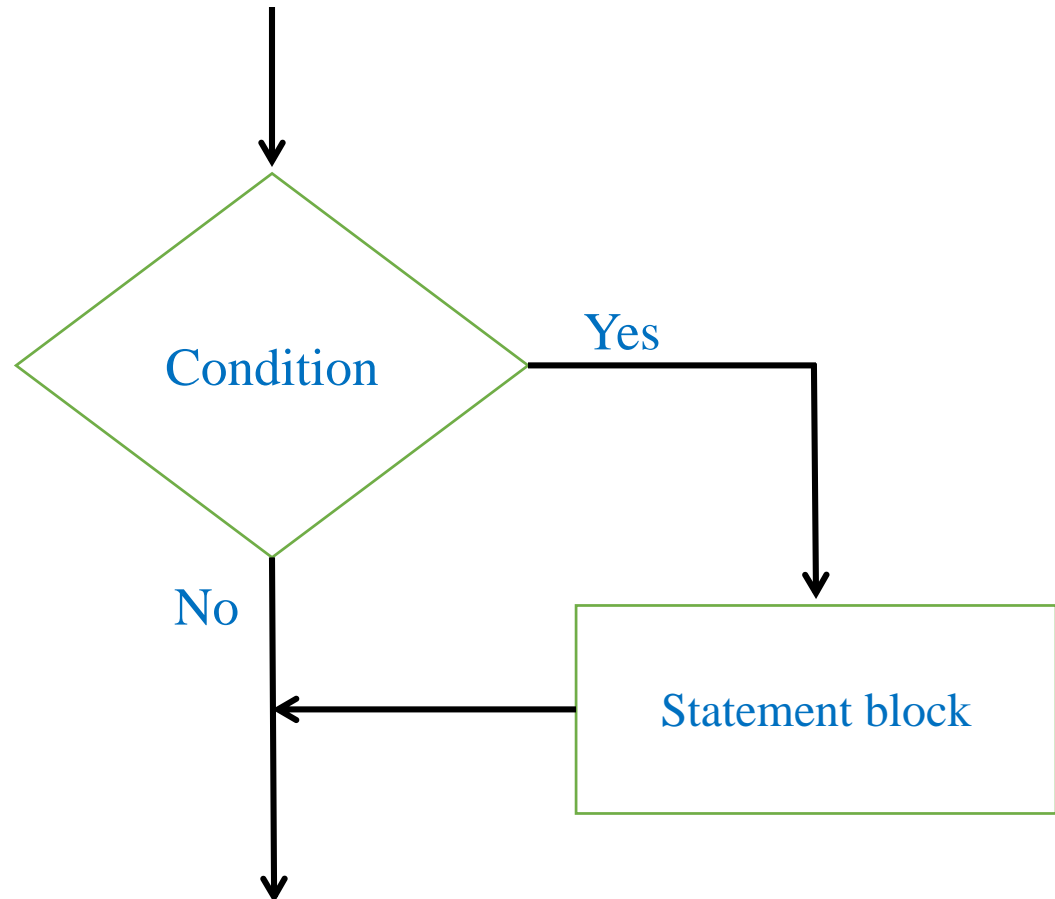 Yes
Condition
No
Statement block